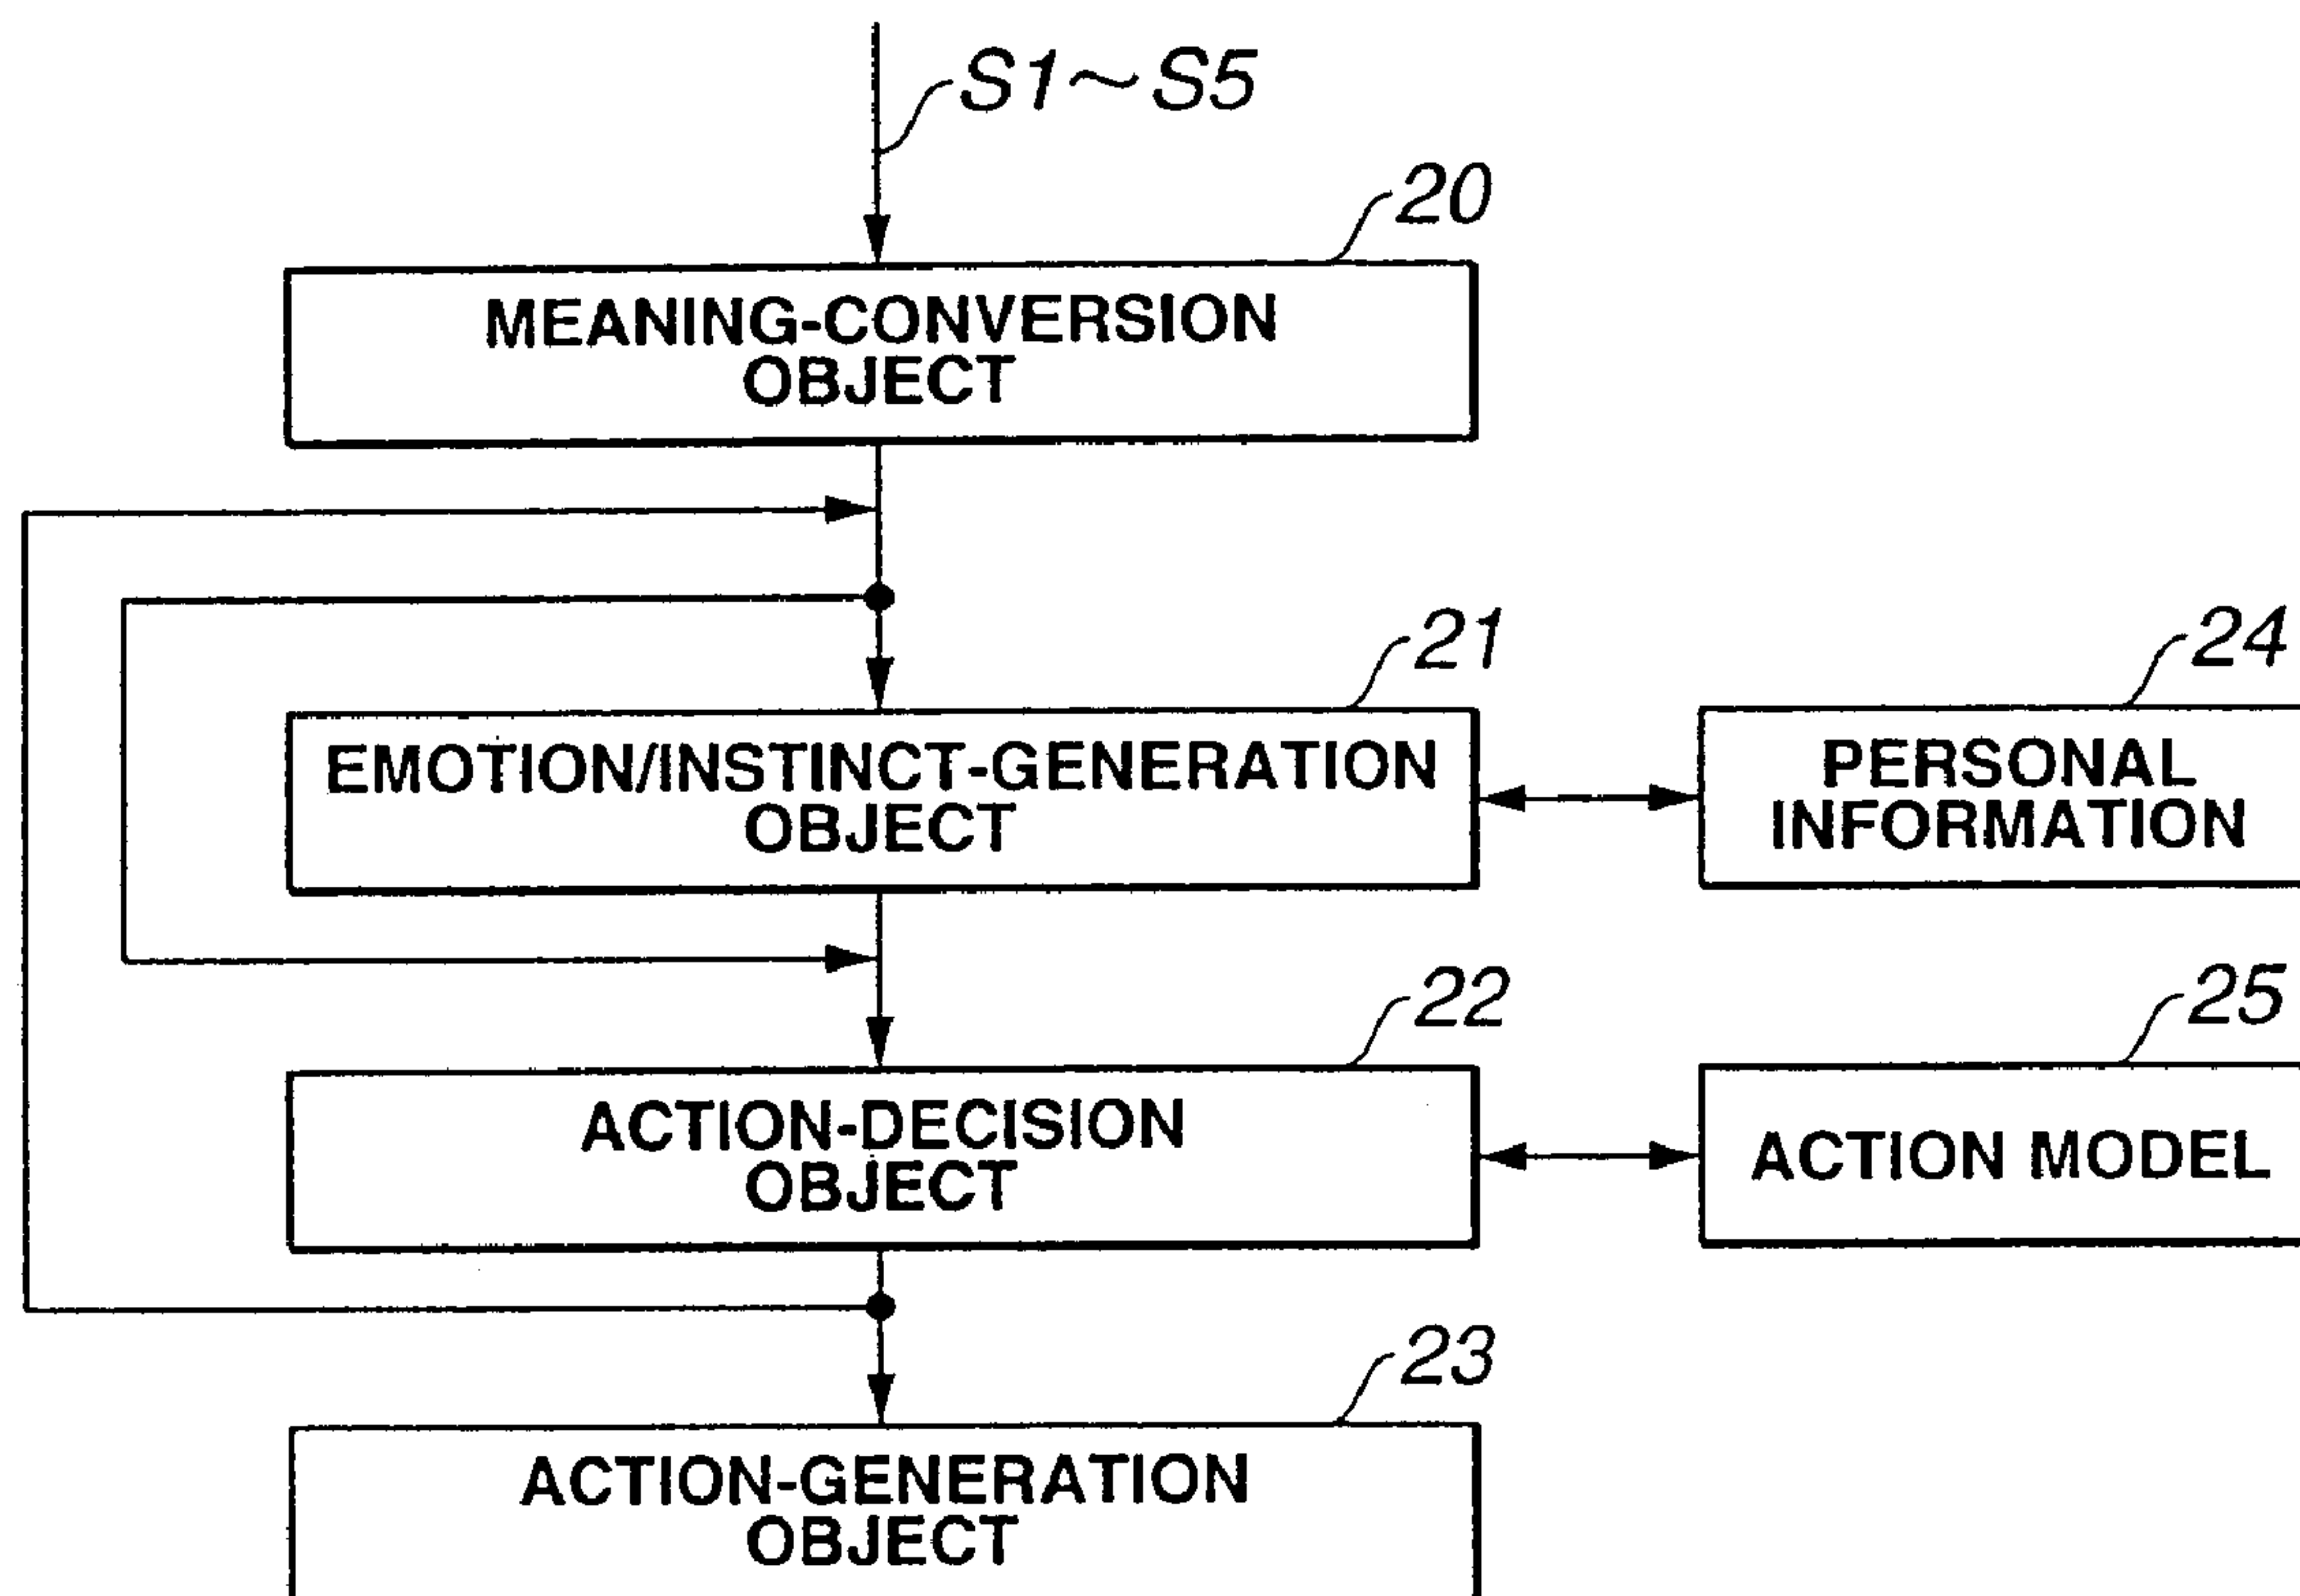 S1~S5
20
MEANING-CONVERSION
OBJECT
21
24
EMOTION/INSTINCT-GENERATION
OBJECT
PERSONAL
INFORMATION
22
25
ACTION-DECISION
OBJECT
ACTION MODEL
23
ACTION-GENERATION
OBJECT